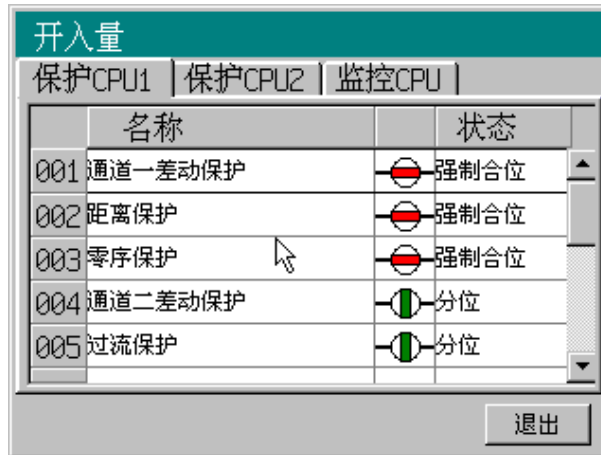 开入量
保护CPU1 保护CPU2 监控CPU
名称 状态
001 通道一差动保护 强制合位
002 距离保护 强制合位
003 零序保护 强制合位
004 通道二差动保护 分位
005 过流保护 分位
退出